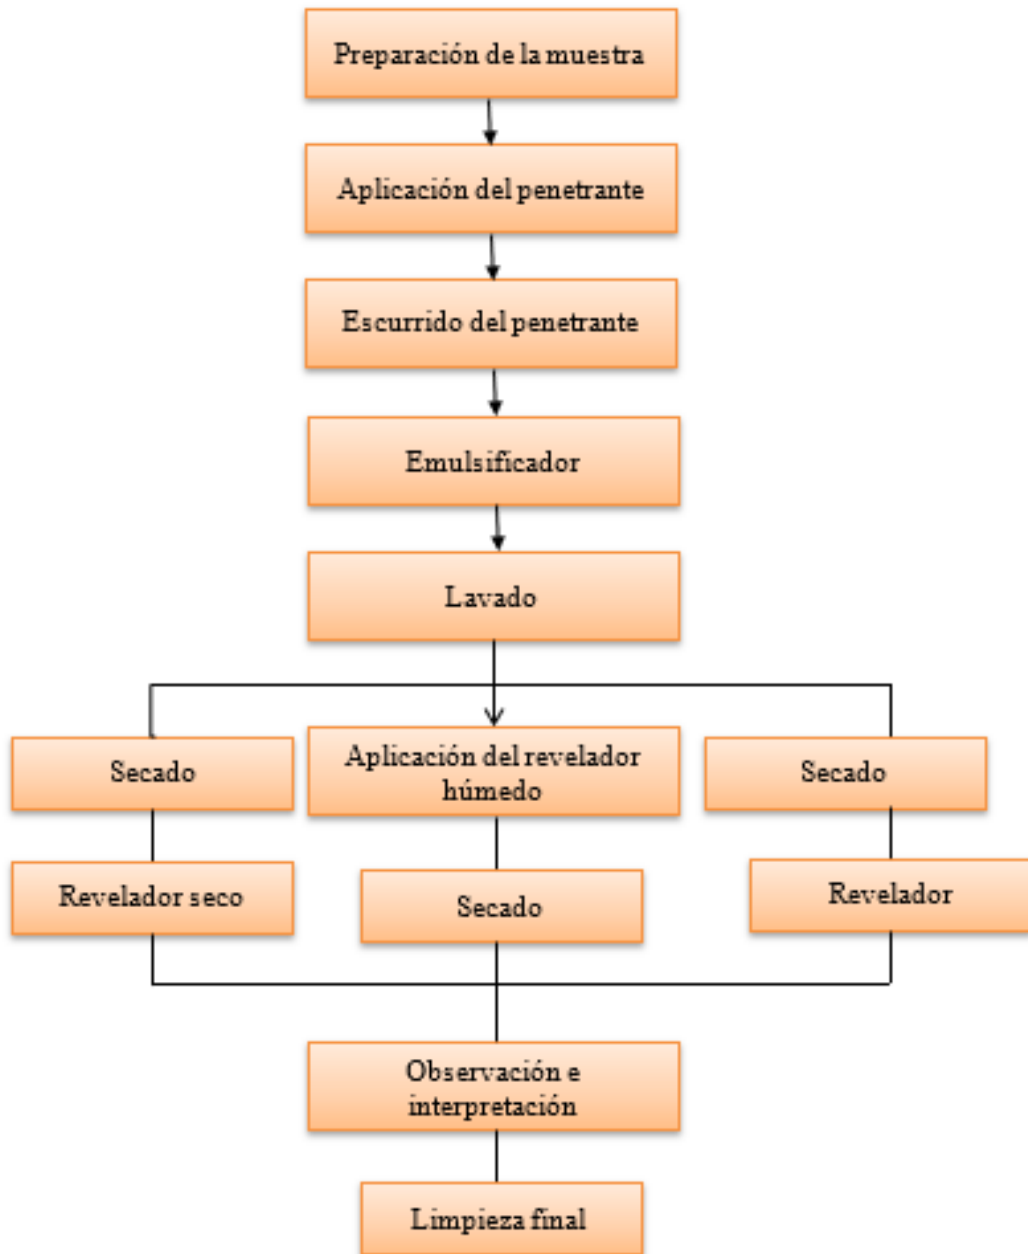 Preparación de la muestra
Aplicación del penetrante
Escurrido del penetrante
Emulsificador
Lavado
Secado
Aplicación del revelador
húmedo
Secado
Revelador seco
Secado
Revelador
Observación e
interpretación
Limpieza final